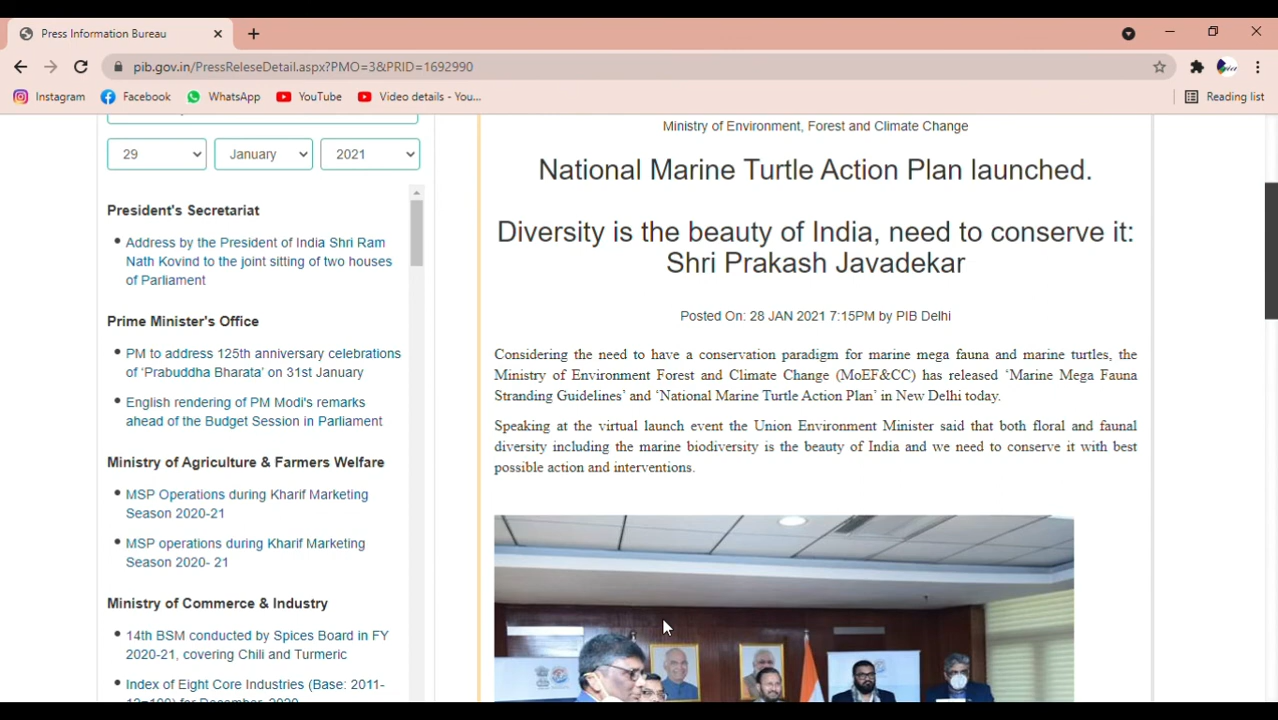 Press Information Bureau
pib.gov.in/PressReleseDetail.aspx?PMO=3&PRID=1692990
Instagram
Facebook
WhatsApp
YouTube
Video details - You...
Reading list
29
January
2021
President's Secretariat
Address by the President of India Shri Ram
Nath Kovind to the joint sitting of two houses
of Parliament
Prime Minister's Office
PM to address 125th anniversary celebrations
of ‘Prabuddha Bharata’ on 31st January
English rendering of PM Modi's remarks
ahead of the Budget Session in Parliament
Ministry of Agriculture & Farmers Welfare
MSP Operations during Kharif Marketing
Season 2020-21
MSP operations during Kharif Marketing
Season 2020- 21
Ministry of Commerce & Industry
14th BSM conducted by Spices Board in FY
2020-21, covering Chili and Turmeric
Index of Eight Core Industries (Base: 2011-
12=100) for December, 2020
Ministry of Environment, Forest and Climate Change
National Marine Turtle Action Plan launched.
Diversity is the beauty of India, need to conserve it:
Shri Prakash Javadekar
Posted On: 28 JAN 2021 7:15PM by PIB Delhi
Considering the need to have a conservation paradigm for marine mega fauna and marine turtles, the
Ministry of Environment Forest and Climate Change (MoEF&CC) has released ‘Marine Mega Fauna
Stranding Guidelines’ and ‘National Marine Turtle Action Plan’ in New Delhi today.
Speaking at the virtual launch event the Union Environment Minister said that both floral and faunal
diversity including the marine biodiversity is the beauty of India and we need to conserve it with best
possible action and interventions.